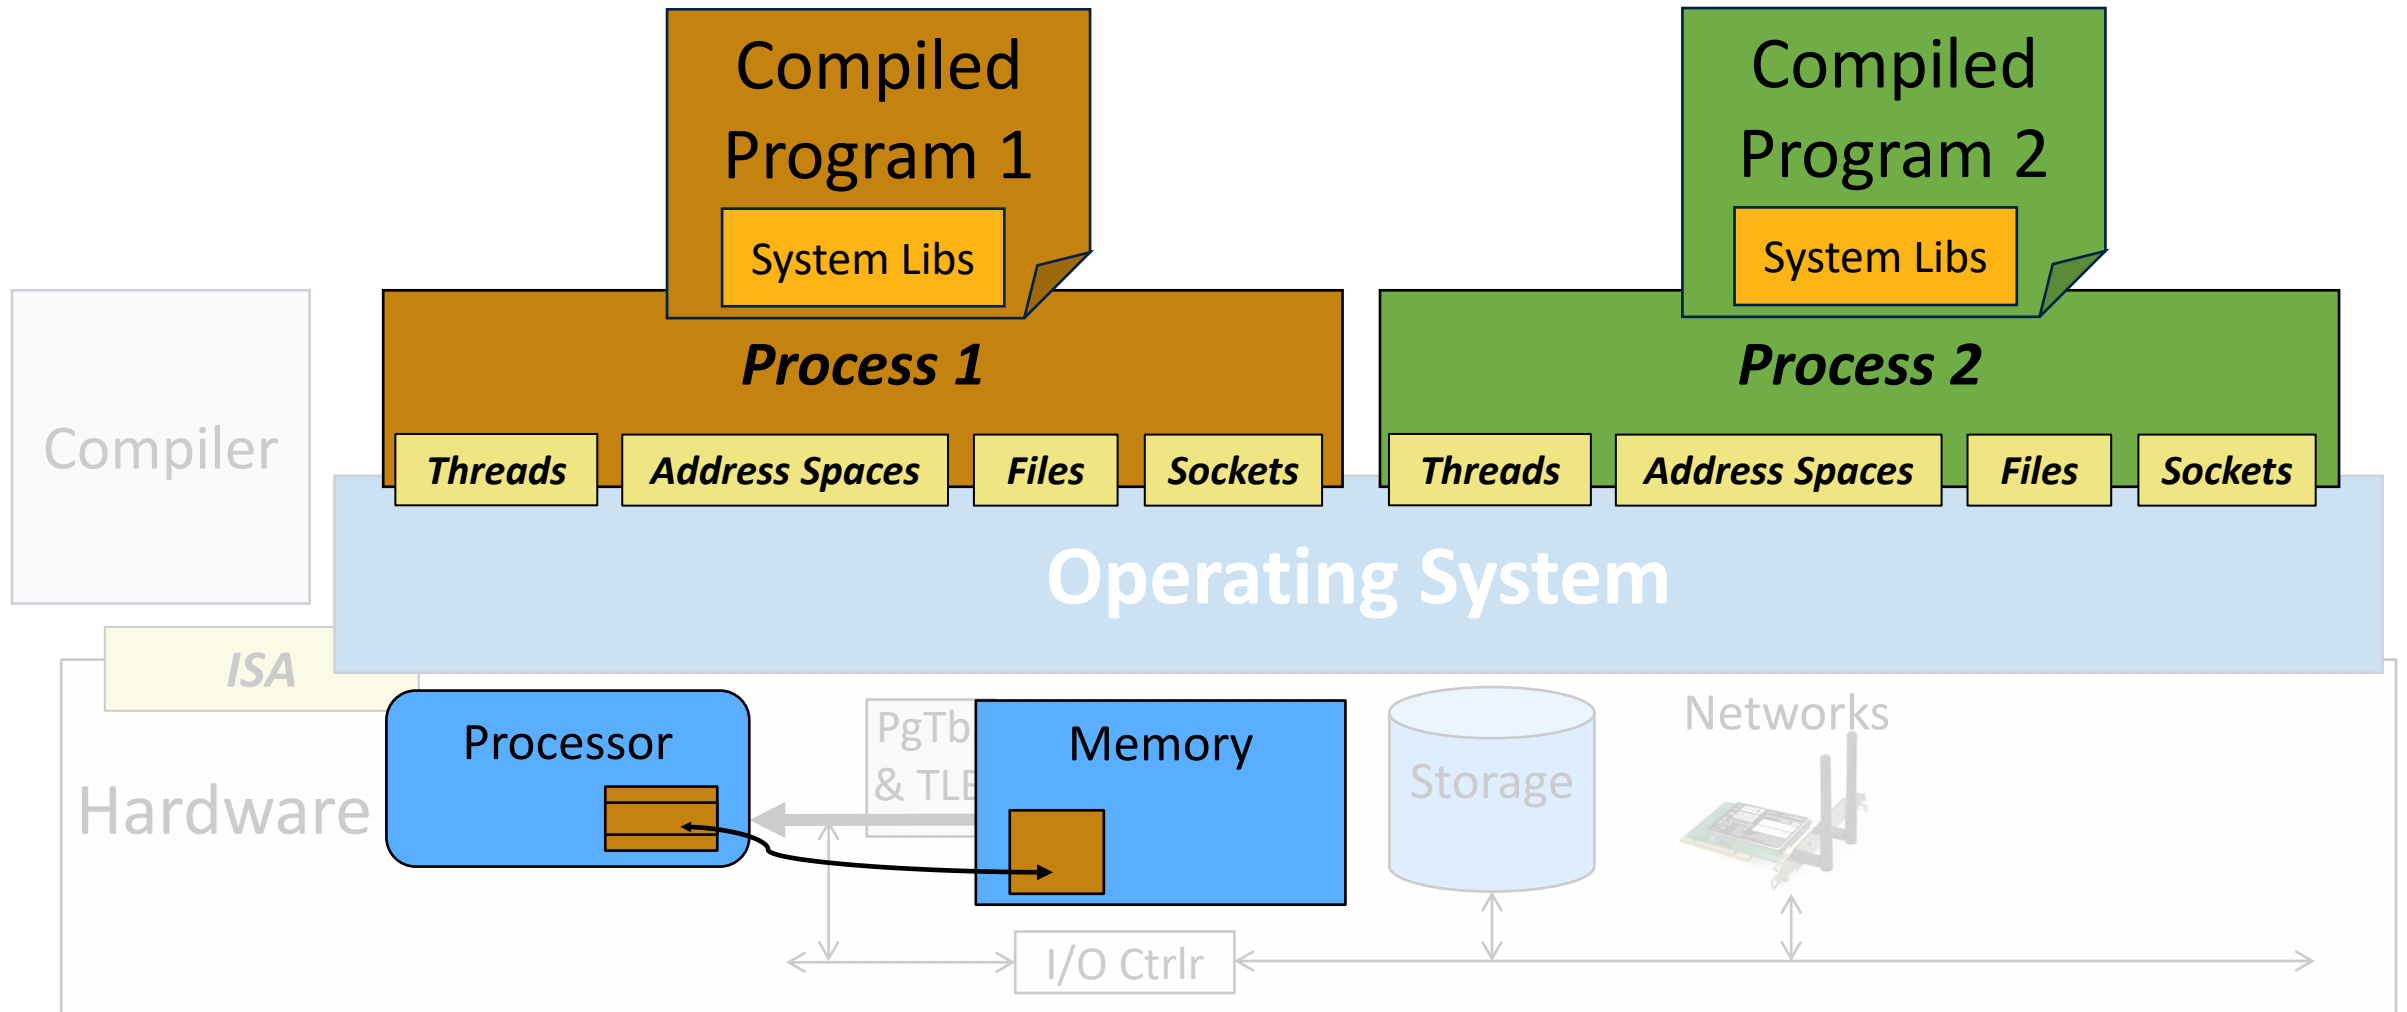 Compiled
Program 1
System Libs
Compiled
Program 2
System Libs
Process 1
Process 2
Compiler
Threads
Address Spaces
Files
Sockets
Threads
Address Spaces
Files
Sockets
Operating System
ISA
Hardware
Processor
PgTb
& TLB
Memory
Storage
Networks
I/O Ctrlr